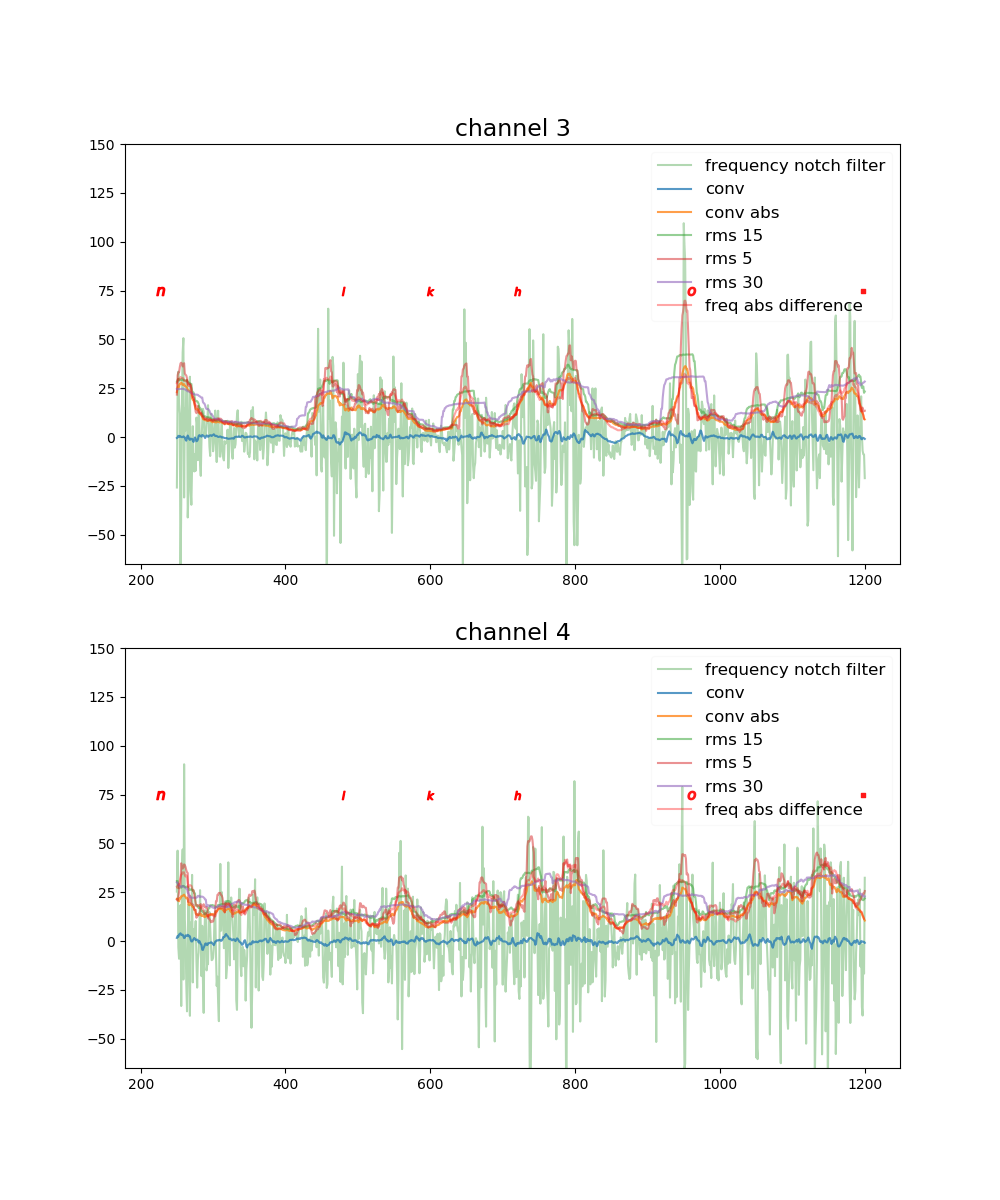 channel 3
150
125
100
75
50
25
0
−25
−50
frequency notch filter
conv
conv abs
rms 15
rms 5
rms 30
freq abs difference
n l k h o .
200 400 600 800 1000 1200
channel 4
150
125
100
75
50
25
0
−25
−50
frequency notch filter
conv
conv abs
rms 15
rms 5
rms 30
freq abs difference
n l k h o .
200 400 600 800 1000 1200